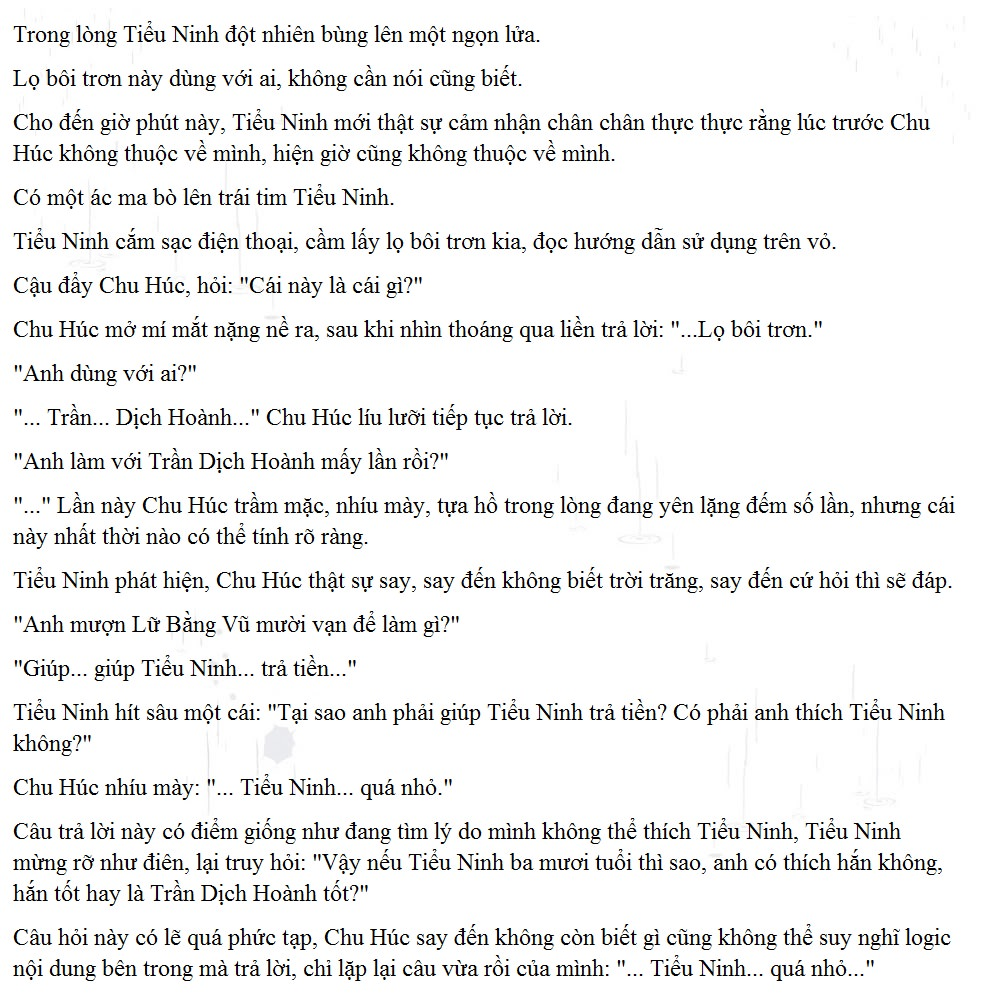 Trong lòng Tiểu Ninh đột nhiên bùng lên một ngọn lửa.
Lọ bôi trơn này dùng với ai, không cần nói cũng biết.
Cho đến giờ phút này, Tiểu Ninh mới thật sự cảm nhận chân chân thực thực rằng lúc trước Chu
Húc không thuộc về mình, hiện giờ cũng không thuộc về mình.
Có một ác ma bò lên trái tim Tiểu Ninh.
Tiểu Ninh cắm sạc điện thoại, cầm lấy lọ bôi trơn kia, đọc hướng dẫn sử dụng trên vỏ.
Cậu đẩy Chu Húc, hỏi: "Cái này là cái gì?"
Chu Húc mở mí mắt nặng nề ra, sau khi nhìn thoáng qua liền trả lời: "...Lọ bôi trơn."
"Anh dùng với ai?"
"... Trần... Dịch Hoành..." Chu Húc líu lưỡi tiếp tục trả lời.
"Anh làm với Trần Dịch Hoành mấy lần rồi?"
"..." Lần này Chu Húc trầm mặc, nhíu mày, tựa hồ trong lòng đang yên lặng đếm số lần, nhưng cái
này nhất thời nào có thể tính rõ ràng.
Tiểu Ninh phát hiện, Chu Húc thật sự say, say đến không biết trời trăng, say đến cứ hỏi thì sẽ đáp.
"Anh mượn Lữ Bằng Vũ mười vạn để làm gì?"
"Giúp... giúp Tiểu Ninh... trả tiền..."
Tiểu Ninh hít sâu một cái: "Tại sao anh phải giúp Tiểu Ninh trả tiền? Có phải anh thích Tiểu Ninh
không?"
Chu Húc nhíu mày: "... Tiểu Ninh... quá nhỏ."
Câu trả lời này có điểm giống như đang tìm lý do mình không thể thích Tiểu Ninh, Tiểu Ninh
mừng rỡ như điên, lại truy hỏi: "Vậy nếu Tiểu Ninh ba mươi tuổi thì sao, anh có thích hắn không,
hắn tốt hay là Trần Dịch Hoành tốt?"
Câu hỏi này có lẽ quá phức tạp, Chu Húc say đến không còn biết gì cũng không thể suy nghĩ logic
nội dung bên trong mà trả lời, chỉ lặp lại câu vừa rồi của mình: "... Tiểu Ninh... quá nhỏ..."